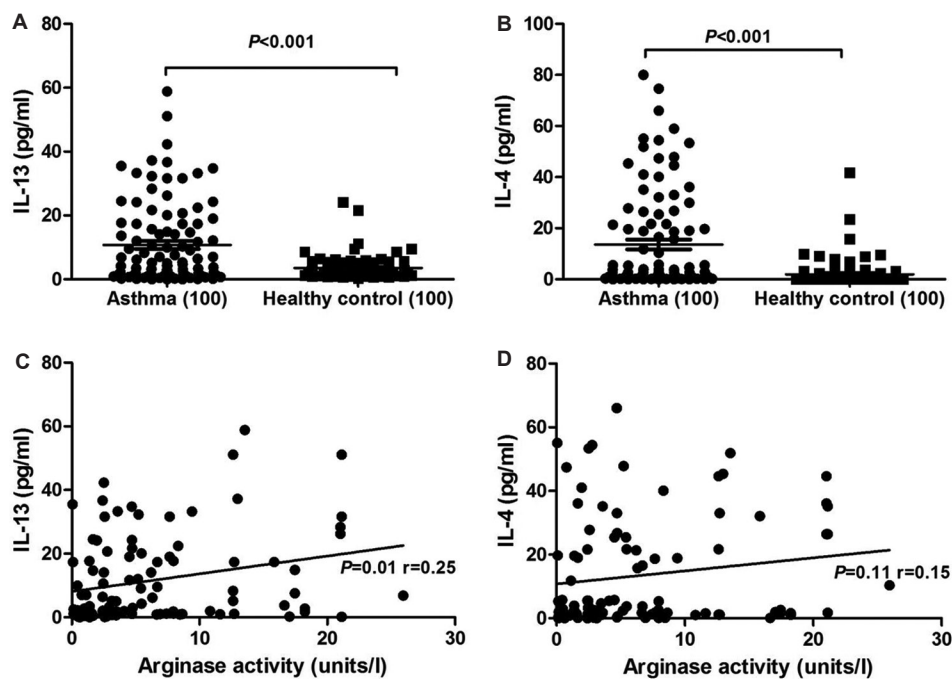 A
80
60
40
20
0
IL-13 (pg/ml)
P<0.001
Asthma (100) Healthy control (100)
B
100
80
60
40
20
0
IL-4 (pg/ml)
P<0.001
Asthma (100) Healthy control (100)
C
80
60
40
20
0
IL-13 (pg/ml)
P=0.01 r=0.25
0 10 20 30
Arginase activity (units/l)
D
80
60
40
20
0
IL-4 (pg/ml)
P=0.11 r=0.15
0 10 20 30
Arginase activity (units/l)